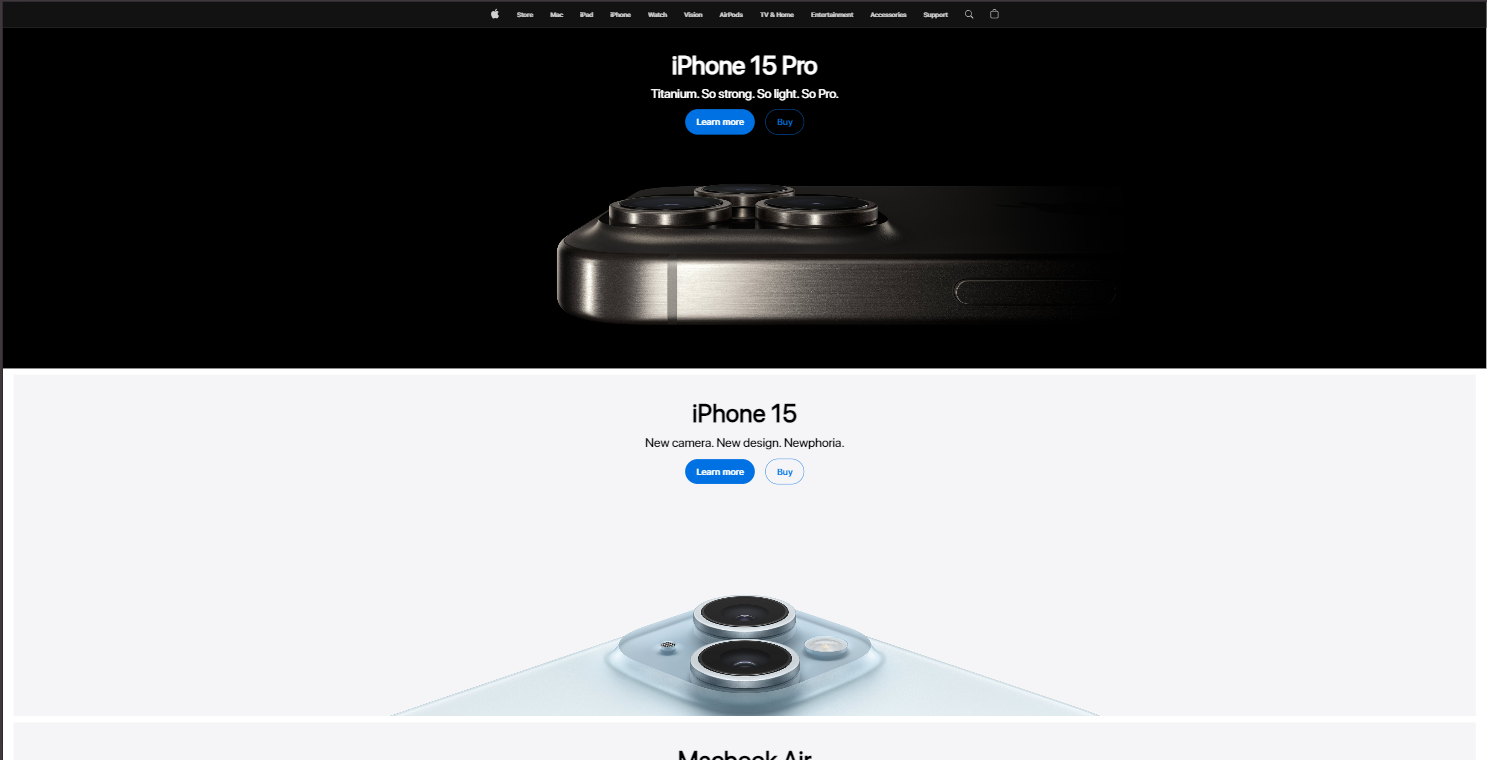 Store Mac iPad iPhone Watch Vision AirPods TV & Home Entertainment Accessories Support
iPhone 15 Pro
Titanium. So strong. So light. So Pro.
Learn more Buy
iPhone 15
New camera. New design. Newphoria.
Learn more Buy
Macbook Air